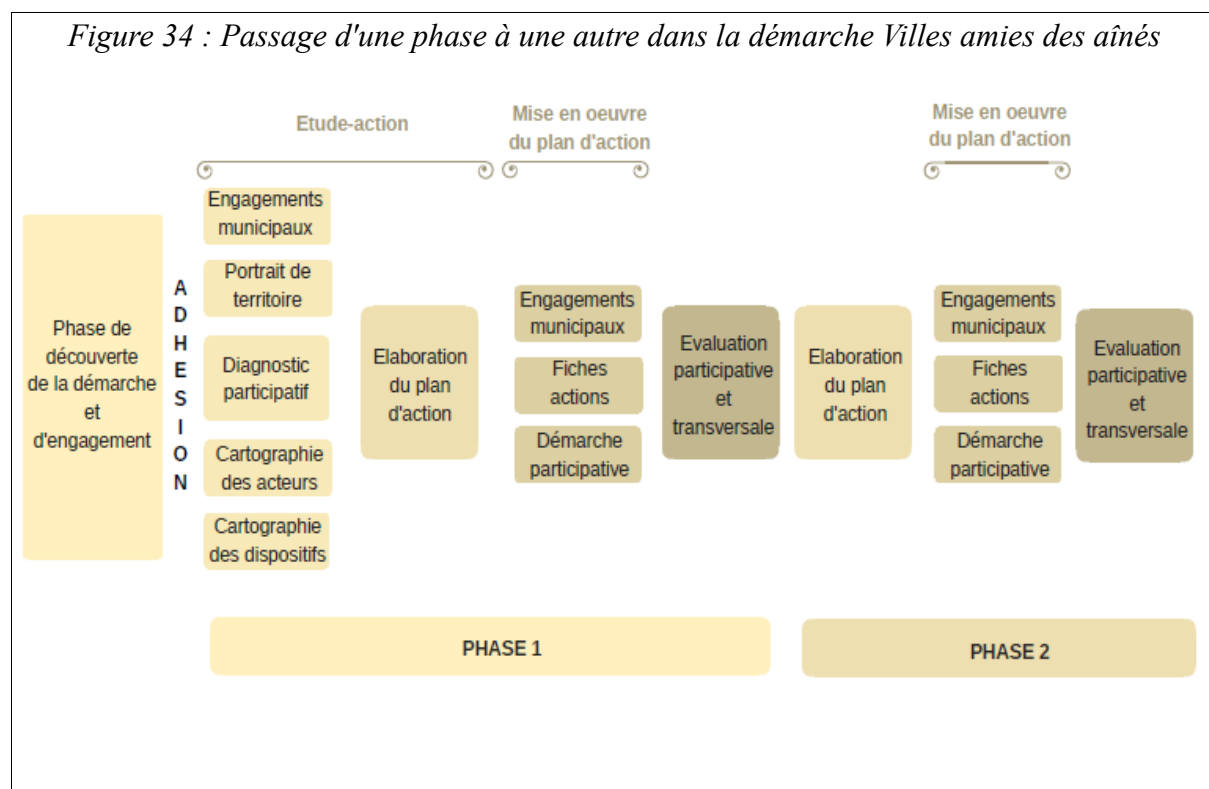 Figure 34 : Passage d'une phase à une autre dans la démarche Villes amies des aînés
Etude-action
Mise en oeuvre
du plan d'action
Mise en oeuvre
du plan d'action
Phase de
découverte
de la démarche
et
d'engagement
A
D
H
E
S
I
O
N
Engagements
municipaux
Portrait de
territoire
Diagnostic
participatif
Cartographie
des acteurs
Cartographie
des dispositifs
Elaboration
du plan
d'action
Engagements
municipaux
Fiches
actions
Démarche
participative
Evaluation
participative
et
transversale
Elaboration
du plan
d'action
Engagements
municipaux
Fiches
actions
Démarche
participative
Evaluation
participative
et
transversale
PHASE 1
PHASE 2